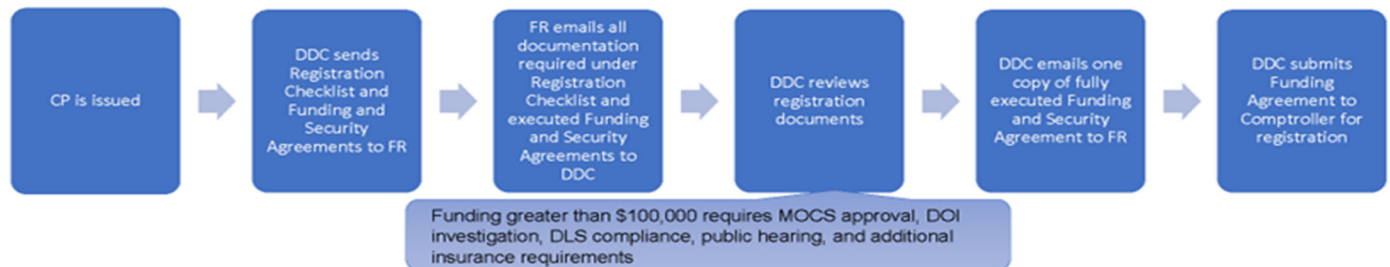 CP is issued
DDC sends
Registration
Checklist and
Funding and
Security
Agreements to FR
FR emails all
documentation
required under
Registration
Checklist and
executed Funding
and Security
Agreements to
DDC
DDC reviews
registration
documents
DDC emails one
copy of fully
executed Funding
and Security
Agreement to FR
DDC submits
Funding
Agreement to
Comptroller for
registration
Funding greater than $100,000 requires MOCS approval, DOI
investigation, DLS compliance, public hearing, and additional
insurance requirements